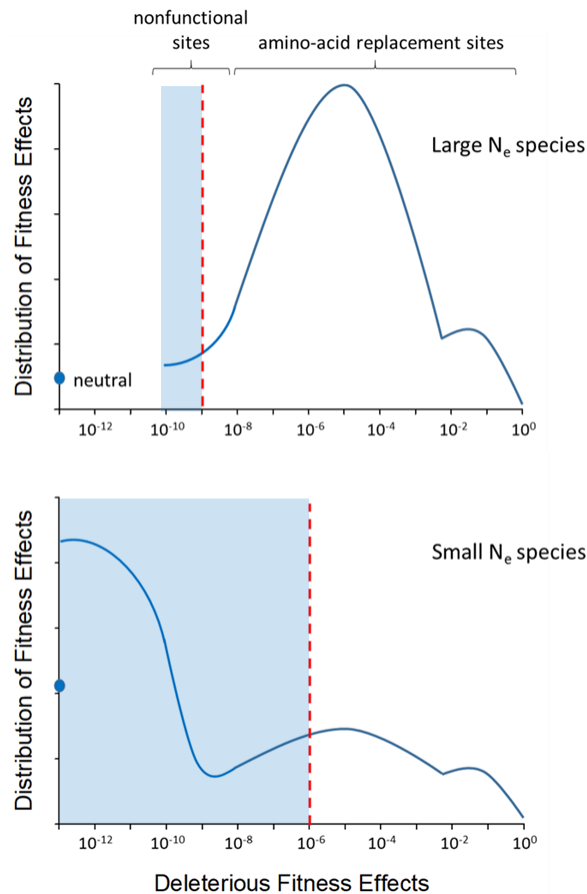 nonfunctional
sites
amino-acid replacement sites
Distribution of Fitness Effects
Large Nₑ species
neutral
10⁻¹² 10⁻¹⁰ 10⁻⁸ 10⁻⁶ 10⁻⁴ 10⁻² 10⁰
Distribution of Fitness Effects
Small Nₑ species
10⁻¹² 10⁻¹⁰ 10⁻⁸ 10⁻⁶ 10⁻⁴ 10⁻² 10⁰
Deleterious Fitness Effects